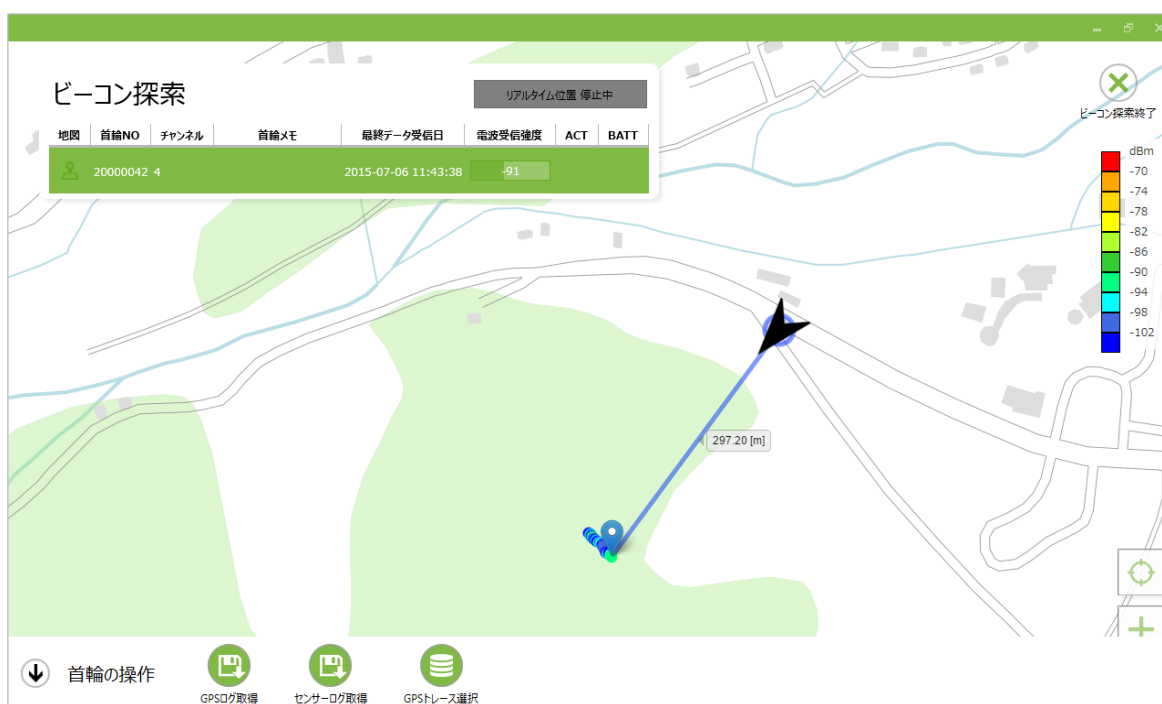 ビーコン探索
リアルタイム位置 停止中
地図 首輪NO チャンネル 首輪メモ 最終データ受信日 電波受信強度 ACT BATT
20000042 4 2015-07-06 11:43:38 -91
ビーコン探索終了
dBm
-70
-74
-78
-82
-86
-90
-94
-98
-102
297.20 [m]
首輪の操作
GPSログ取得
センサーログ取得
GPSトレース選択